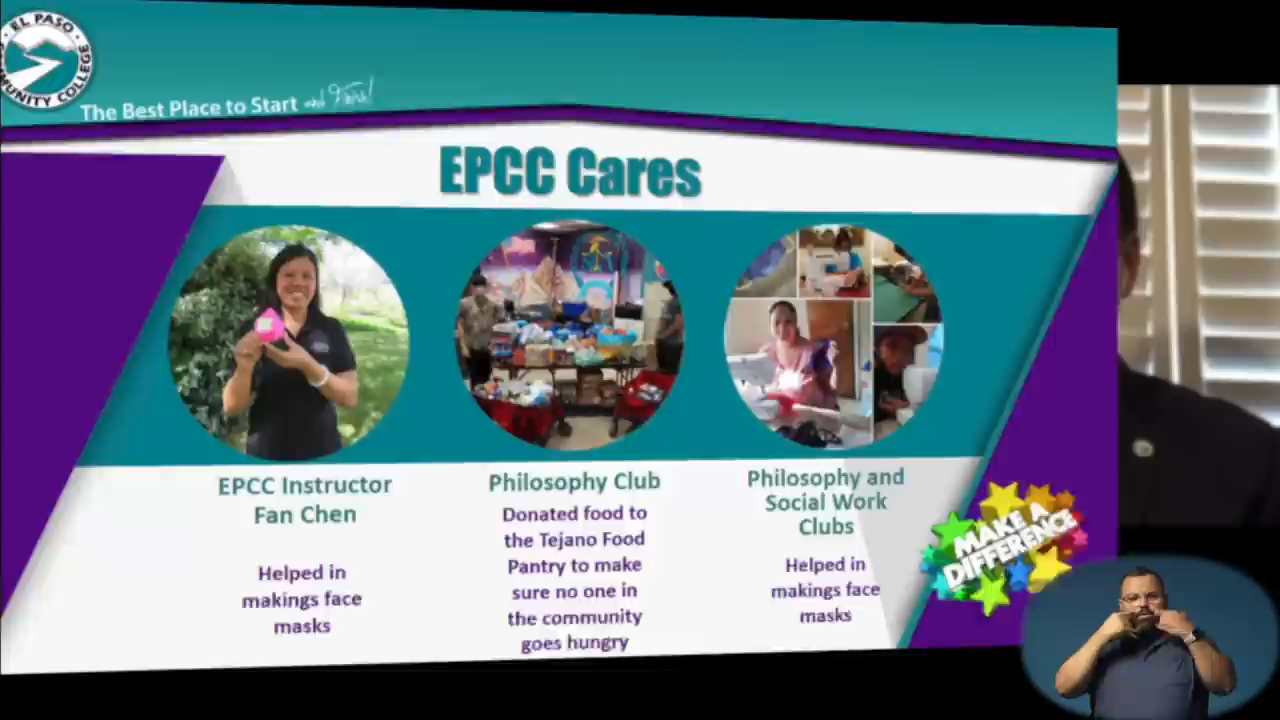 EL PASO
COMMUNITY COLLEGE
The Best Place to Start and Finish!
EPCC Cares
EPCC Instructor
Fan Chen
Helped in
makings face
masks
Philosophy Club
Donated food to
the Tejano Food
Pantry to make
sure no one in
the community
goes hungry
Philosophy and
Social Work
Clubs
Helped in
makings face
masks
MAKE A
DIFFERENCE